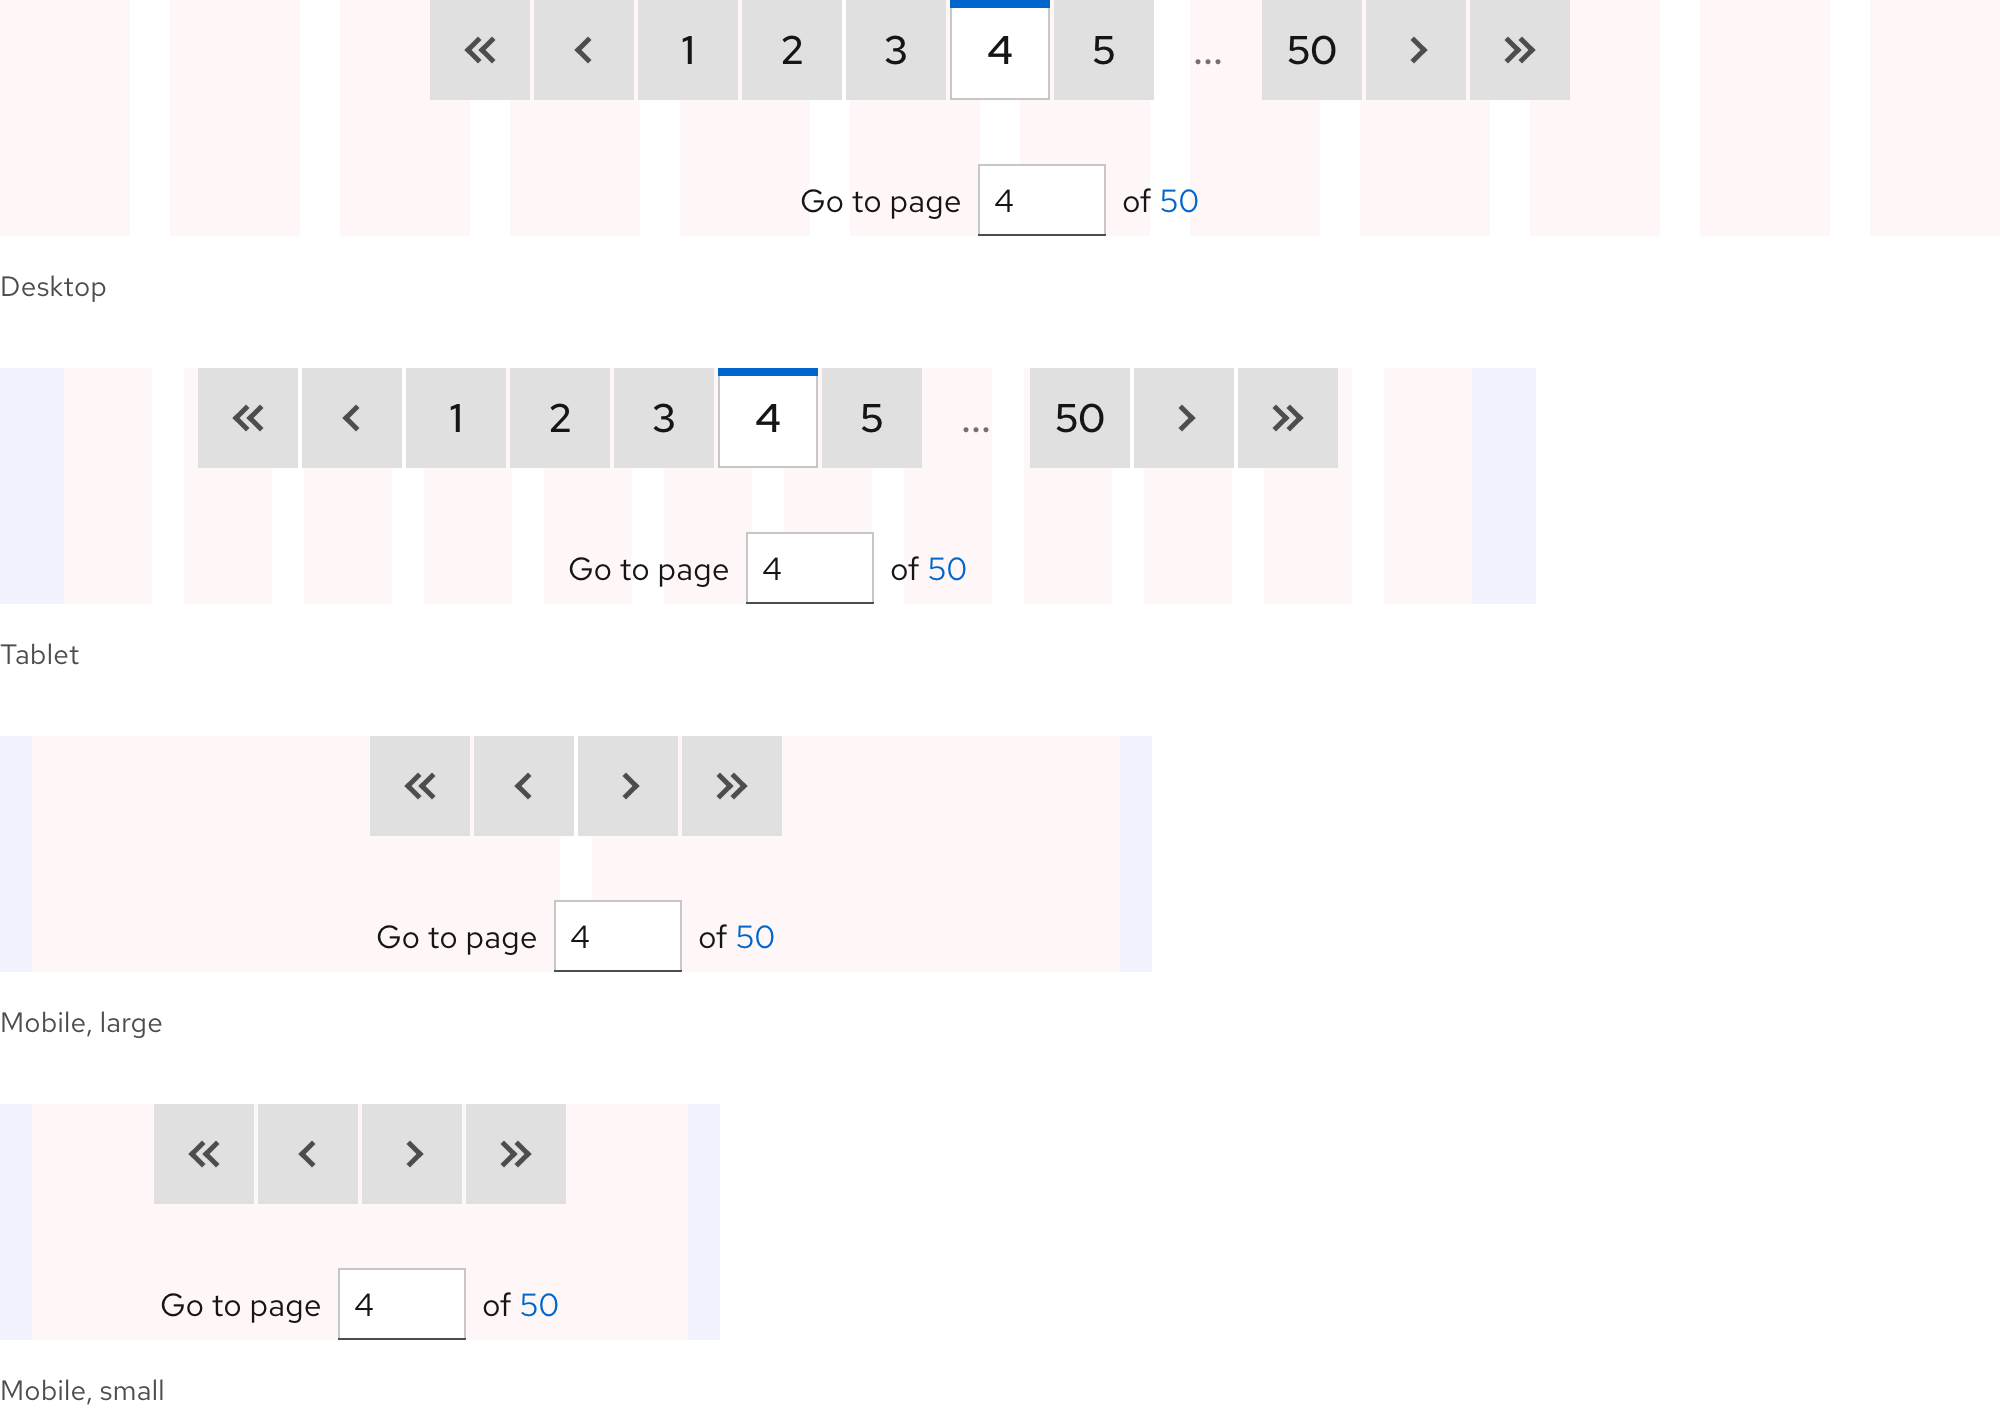 « < 1 2 3 4 5 ... 50 > »
Go to page 4 of 50
Desktop
« < 1 2 3 4 5 ... 50 > »
Go to page 4 of 50
Tablet
« < > »
Go to page 4 of 50
Mobile, large
« < > »
Go to page 4 of 50
Mobile, small